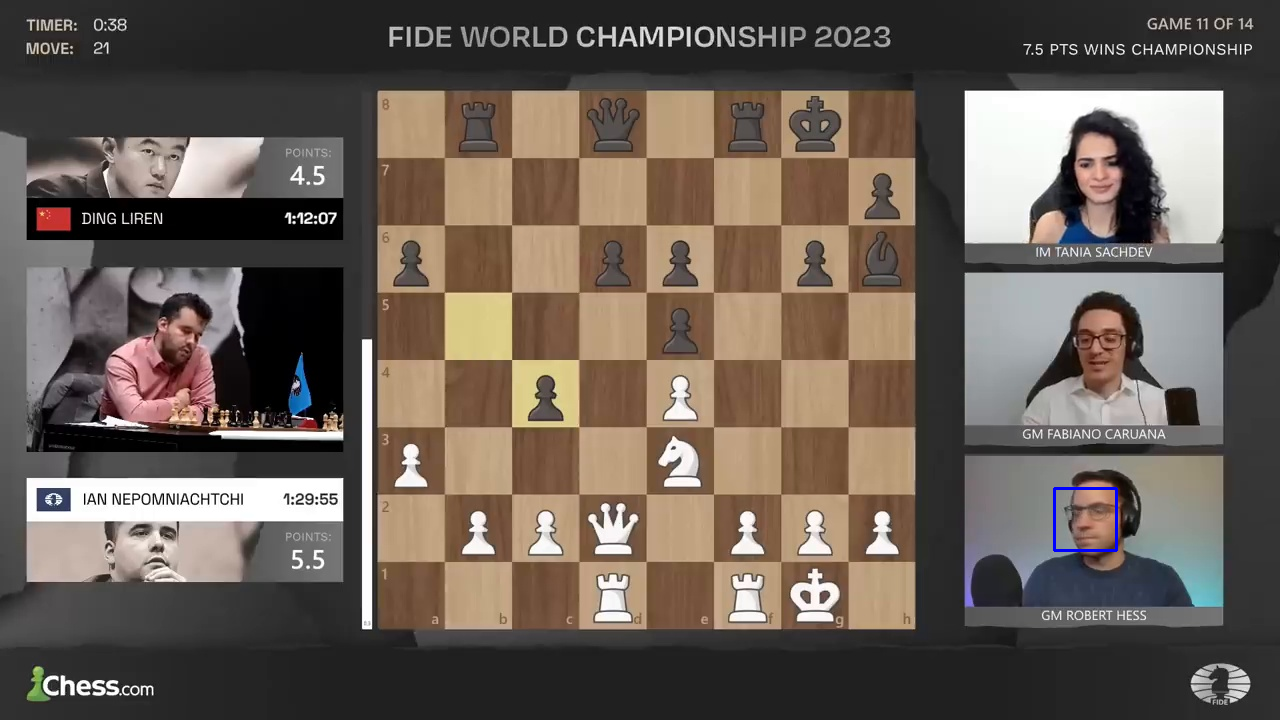 TIMER: 0:38
MOVE: 21
FIDE WORLD CHAMPIONSHIP 2023
GAME 11 OF 14
7.5 PTS WINS CHAMPIONSHIP
POINTS:
4.5
DING LIREN 1:12:07
IAN NEPOMNIACHTCHI 1:29:55
POINTS:
5.5
8
7
6
5
4
3
2
1
a b c d e f g h
IM TANIA SACHDEV
GM FABIANO CARUANA
GM ROBERT HESS
Chess.com
FIDE